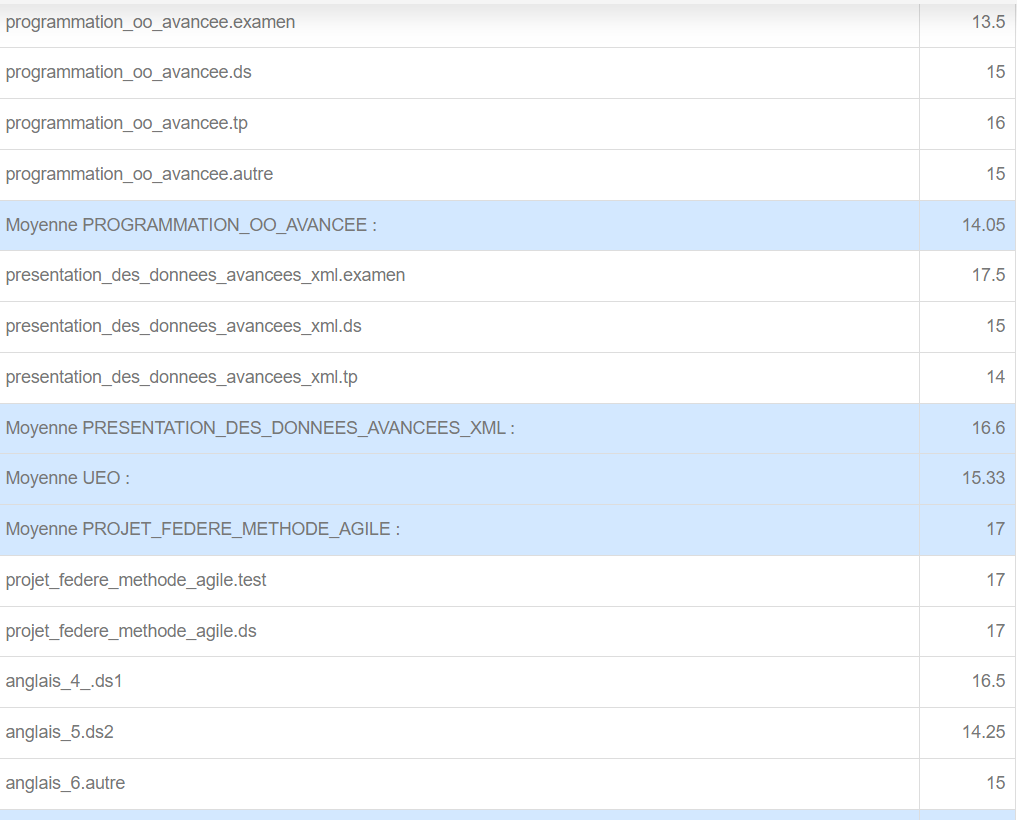 programmation_oo_avancee.examen 13.5
programmation_oo_avancee.ds 15
programmation_oo_avancee.tp 16
programmation_oo_avancee.autre 15
Moyenne PROGRAMMATION_OO_AVANCEE : 14.05
presentation_des_donnees_avancees_xml.examen 17.5
presentation_des_donnees_avancees_xml.ds 15
presentation_des_donnees_avancees_xml.tp 14
Moyenne PRESENTATION_DES_DONNEES_AVANCEES_XML : 16.6
Moyenne UEO : 15.33
Moyenne PROJET_FEDERE_METHODE_AGILE : 17
projet_federe_methode_agile.test 17
projet_federe_methode_agile.ds 17
anglais_4_.ds1 16.5
anglais_5.ds2 14.25
anglais_6.autre 15